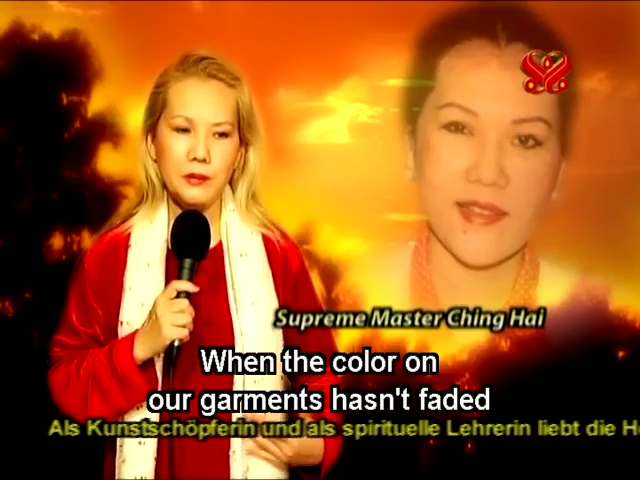 Supreme Master Ching Hai
When the color on
our garments hasn't faded
Als Kunstschöpferin und als spirituelle Lehrerin liebt die